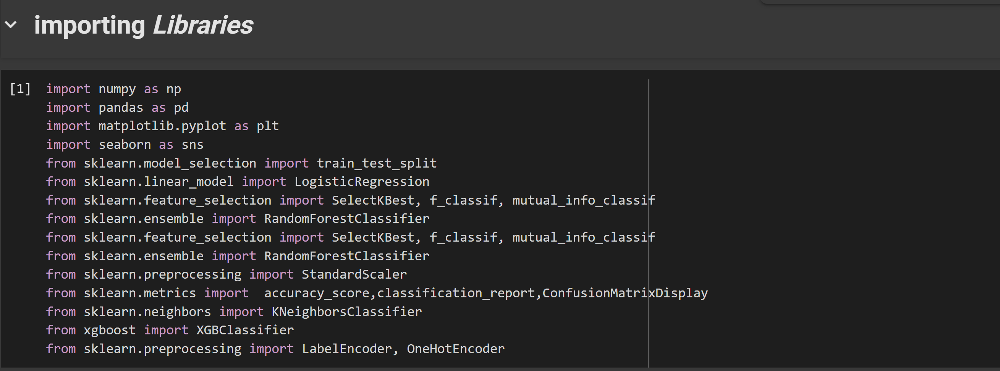 importing Libraries
[1] import numpy as np
import pandas as pd
import matplotlib.pyplot as plt
import seaborn as sns
from sklearn.model_selection import train_test_split
from sklearn.linear_model import LogisticRegression
from sklearn.feature_selection import SelectKBest, f_classif, mutual_info_classif
from sklearn.ensemble import RandomForestClassifier
from sklearn.feature_selection import SelectKBest, f_classif, mutual_info_classif
from sklearn.ensemble import RandomForestClassifier
from sklearn.preprocessing import StandardScaler
from sklearn.metrics import  accuracy_score,classification_report,ConfusionMatrixDisplay
from sklearn.neighbors import KNeighborsClassifier
from xgboost import XGBClassifier
from sklearn.preprocessing import LabelEncoder, OneHotEncoder